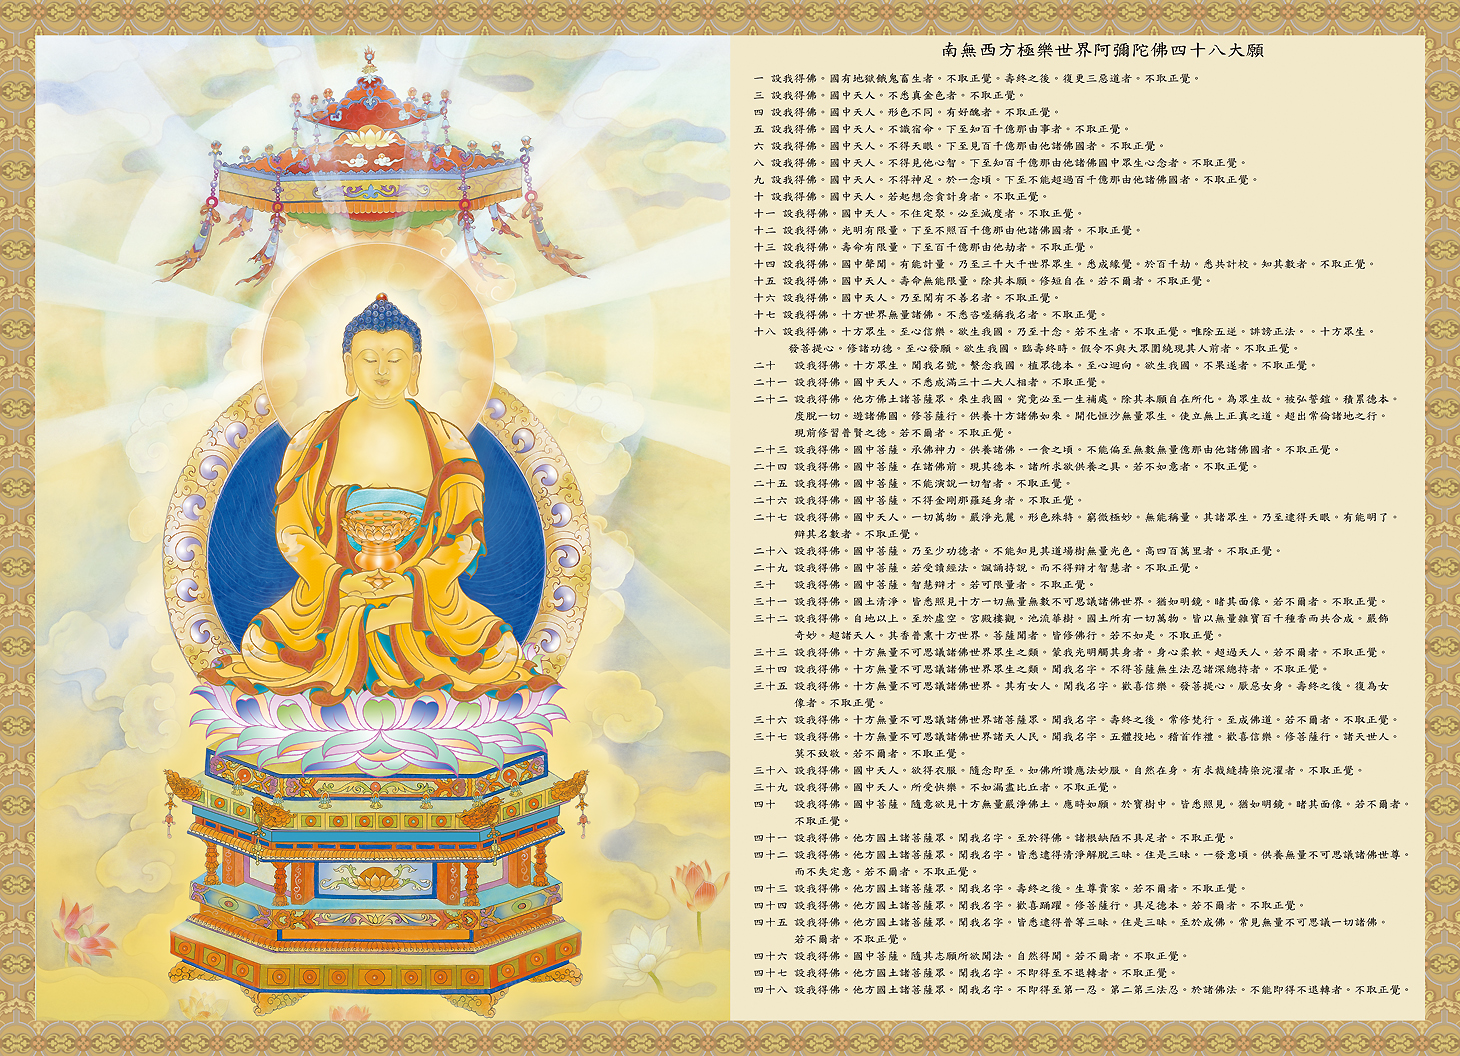 南無西方極樂世界阿彌陀佛四十八大願
一 設我得佛。國有地獄餓鬼畜生者。不取正覺。壽終之後。復更三惡道者。不取正覺。
三 設我得佛。國中天人。不悉真金色者。不取正覺。
四 設我得佛。國中天人。形色不同。有好醜者。不取正覺。
五 設我得佛。國中天人。不識宿命。下至知百千億那由事者。不取正覺。
六 設我得佛。國中天人。不得天眼。下至見百千億那由他諸佛國者。不取正覺。
八 設我得佛。國中天人。不得見他心智。下至知百千億那由他諸佛國中眾生心念者。不取正覺。
九 設我得佛。國中天人。不得神足。於一念頃。下至不能超過百千億那由他諸佛國者。不取正覺。
十 設我得佛。國中天人。若起想念貪計身者。不取正覺。
十一 設我得佛。國中天人。不住定聚。必至滅度者。不取正覺。
十二 設我得佛。光明有限量。下至不照百千億那由他諸佛國者。不取正覺。
十三 設我得佛。壽命有限量。下至百千億那由他劫者。不取正覺。
十四 設我得佛。國中聲聞。有能計量。乃至三千大千世界眾生。悉成緣覺。於百千劫。悉共計校。知其數者。不取正覺。
十五 設我得佛。國中天人。壽命無能限量。除其本願。修短自在。若不爾者。不取正覺。
十六 設我得佛。國中天人。乃至聞有不善名者。不取正覺。
十七 設我得佛。十方世界無量諸佛。不悉咨嗟稱我名者。不取正覺。
十八 設我得佛。十方眾生。至心信樂。欲生我國。乃至十念。若不生者。不取正覺。唯除五逆。誹謗正法。。十方眾生。
發菩提心。修諸功德。至心發願。欲生我國。臨壽終時。假令不與大眾圍繞現其人前者。不取正覺。
二十 設我得佛。十方眾生。聞我名號。繫念我國。植眾德本。至心迴向。欲生我國。不果遂者。不取正覺。
二十一 設我得佛。國中天人。不悉成滿三十二大人相者。不取正覺。
二十二 設我得佛。他方佛土諸菩薩眾。來生我國。究竟必至一生補處。除其本願自在所化。為眾生故。被弘誓鎧。積累德本。
度脫一切。遊諸佛國。修菩薩行。供養十方諸佛如來。開化恒沙無量眾生。使立無上正真之道。超出常倫諸地之行。
現前修習普賢之德。若不爾者。不取正覺。
二十三 設我得佛。國中菩薩。承佛神力。供養諸佛。一食之頃。不能偏至無數無量億那由他諸佛國者。不取正覺。
二十四 設我得佛。國中菩薩。在諸佛前。現其德本。諸所求欲供養之具。若不如意者。不取正覺。
二十五 設我得佛。國中菩薩。不能演說一切智者。不取正覺。
二十六 設我得佛。國中菩薩。不得金剛那羅延身者。不取正覺。
二十七 設我得佛。國中天人。一切萬物。嚴淨光麗。形色殊特。窮微極妙。無能稱量。其諸眾生。乃至逮得天眼。有能明了。
辯其名數者。不取正覺。
二十八 設我得佛。國中菩薩。乃至少功德者。不能知見其道場樹無量光色。高四百萬里者。不取正覺。
二十九 設我得佛。國中菩薩。若受讀經法。諷誦持說。而不得辯才智慧者。不取正覺。
三十 設我得佛。國中菩薩。智慧辯才。若可限量者。不取正覺。
三十一 設我得佛。國土清淨。皆悉照見十方一切無量無數不可思議諸佛世界。猶如明鏡。睹其面像。若不爾者。不取正覺。
三十二 設我得佛。自地以上。至於虛空。宮殿樓觀。池流華樹。國土所有一切萬物。皆以無量雜寶百千種香而共合成。嚴飾
奇妙。超諸天人。其香普熏十方世界。菩薩聞者。皆修佛行。若不如是。不取正覺。
三十三 設我得佛。十方無量不可思議諸佛世界眾生之類。蒙我光明觸其身者。身心柔軟。超過天人。若不爾者。不取正覺。
三十四 設我得佛。十方無量不可思議諸佛世界眾生之類。聞我名字。不得菩薩無生法忍諸深總持者。不取正覺。
三十五 設我得佛。十方無量不可思議諸佛世界。其有女人。聞我名字。歡喜信樂。發菩提心。厭惡女身。壽終之後。復為女
像者。不取正覺。
三十六 設我得佛。十方無量不可思議諸佛世界諸菩薩眾。聞我名字。壽終之後。常修梵行。至成佛道。若不爾者。不取正覺。
三十七 設我得佛。十方無量不可思議諸佛世界諸天人民。聞我名字。五體投地。稽首作禮。歡喜信樂。修菩薩行。諸天世人。
莫不致敬。若不爾者。不取正覺。
三十八 設我得佛。國中天人。欲得衣服。隨念即至。如佛所讚應法妙服。自然在身。有求裁縫擣染浣濯者。不取正覺。
三十九 設我得佛。國中天人。所受快樂。不如漏盡比丘者。不取正覺。
四十 設我得佛。國中菩薩。隨意欲見十方無量嚴淨佛土。應時如願。於寶樹中。皆悉照見。猶如明鏡。睹其面像。若不爾者。
不取正覺。
四十一 設我得佛。他方國土諸菩薩眾。聞我名字。至於得佛。諸根缺陋不具足者。不取正覺。
四十二 設我得佛。他方國土諸菩薩眾。聞我名字。皆悉逮得清淨解脫三昧。住是三昧。一發意頃。供養無量不可思議諸佛世尊。
而不失定意。若不爾者。不取正覺。
四十三 設我得佛。他方國土諸菩薩眾。聞我名字。壽終之後。生尊貴家。若不爾者。不取正覺。
四十四 設我得佛。他方國土諸菩薩眾。聞我名字。歡喜踊躍。修菩薩行。具足德本。若不爾者。不取正覺。
四十五 設我得佛。他方國土諸菩薩眾。聞我名字。皆悉逮得普等三昧。住是三昧。至於成佛。常見無量不可思議一切諸佛。
若不爾者。不取正覺。
四十六 設我得佛。國中菩薩。隨其志願所欲聞法。自然得聞。若不爾者。不取正覺。
四十七 設我得佛。他方國土諸菩薩眾。聞我名字。不即得至不退轉者。不取正覺。
四十八 設我得佛。他方國土諸菩薩眾。聞我名字。不即得至第一忍。第二第三法忍。於諸佛法。不能即得不退轉者。不取正覺。